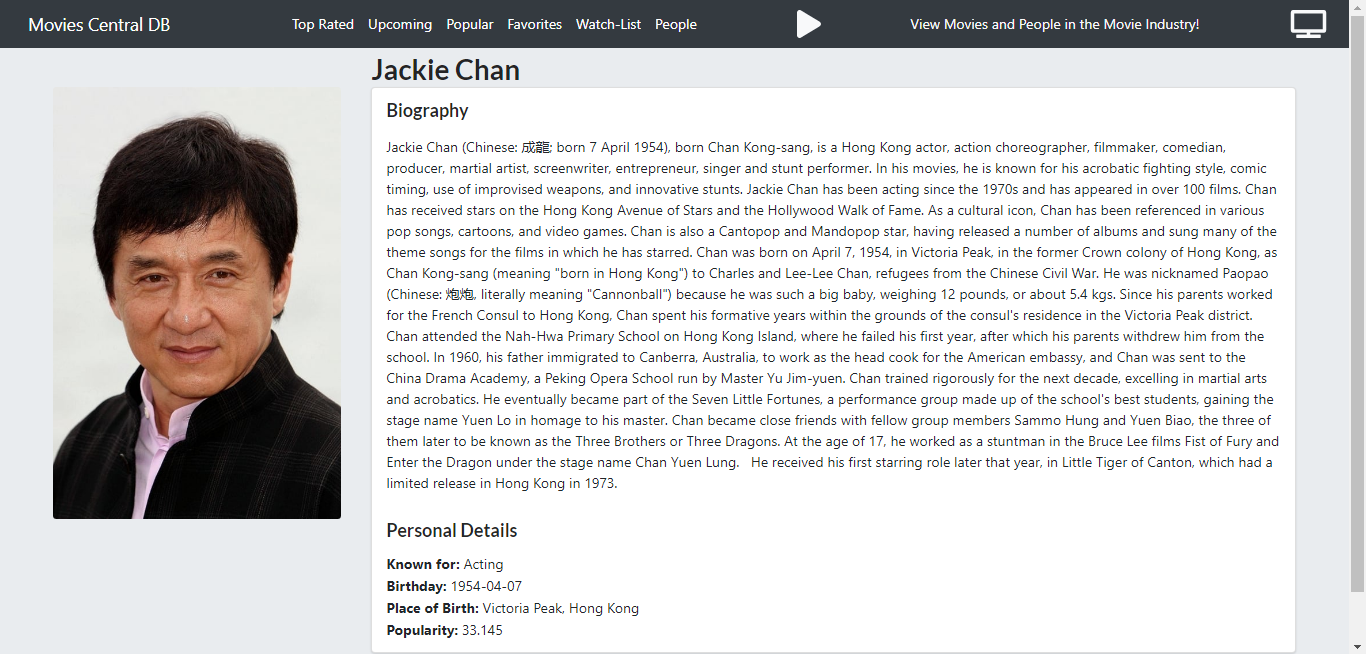 Movies Central DB
Top Rated Upcoming Popular Favorites Watch-List People
View Movies and People in the Movie Industry!
Jackie Chan
Biography
Jackie Chan (Chinese: 成龍; born 7 April 1954), born Chan Kong-sang, is a Hong Kong actor, action choreographer, filmmaker, comedian,
producer, martial artist, screenwriter, entrepreneur, singer and stunt performer. In his movies, he is known for his acrobatic fighting style, comic
timing, use of improvised weapons, and innovative stunts. Jackie Chan has been acting since the 1970s and has appeared in over 100 films. Chan
has received stars on the Hong Kong Avenue of Stars and the Hollywood Walk of Fame. As a cultural icon, Chan has been referenced in various
pop songs, cartoons, and video games. Chan is also a Cantopop and Mandopop star, having released a number of albums and sung many of the
theme songs for the films in which he has starred. Chan was born on April 7, 1954, in Victoria Peak, in the former Crown colony of Hong Kong, as
Chan Kong-sang (meaning "born in Hong Kong") to Charles and Lee-Lee Chan, refugees from the Chinese Civil War. He was nicknamed Paopao
(Chinese: 炮炮, literally meaning "Cannonball") because he was such a big baby, weighing 12 pounds, or about 5.4 kgs. Since his parents worked
for the French Consul to Hong Kong, Chan spent his formative years within the grounds of the consul's residence in the Victoria Peak district.
Chan attended the Nah-Hwa Primary School on Hong Kong Island, where he failed his first year, after which his parents withdrew him from the
school. In 1960, his father immigrated to Canberra, Australia, to work as the head cook for the American embassy, and Chan was sent to the
China Drama Academy, a Peking Opera School run by Master Yu Jim-yuen. Chan trained rigorously for the next decade, excelling in martial arts
and acrobatics. He eventually became part of the Seven Little Fortunes, a performance group made up of the school's best students, gaining the
stage name Yuen Lo in homage to his master. Chan became close friends with fellow group members Sammo Hung and Yuen Biao, the three of
them later to be known as the Three Brothers or Three Dragons. At the age of 17, he worked as a stuntman in the Bruce Lee films Fist of Fury and
Enter the Dragon under the stage name Chan Yuen Lung.   He received his first starring role later that year, in Little Tiger of Canton, which had a
limited release in Hong Kong in 1973.
Personal Details
Known for: Acting
Birthday: 1954-04-07
Place of Birth: Victoria Peak, Hong Kong
Popularity: 33.145